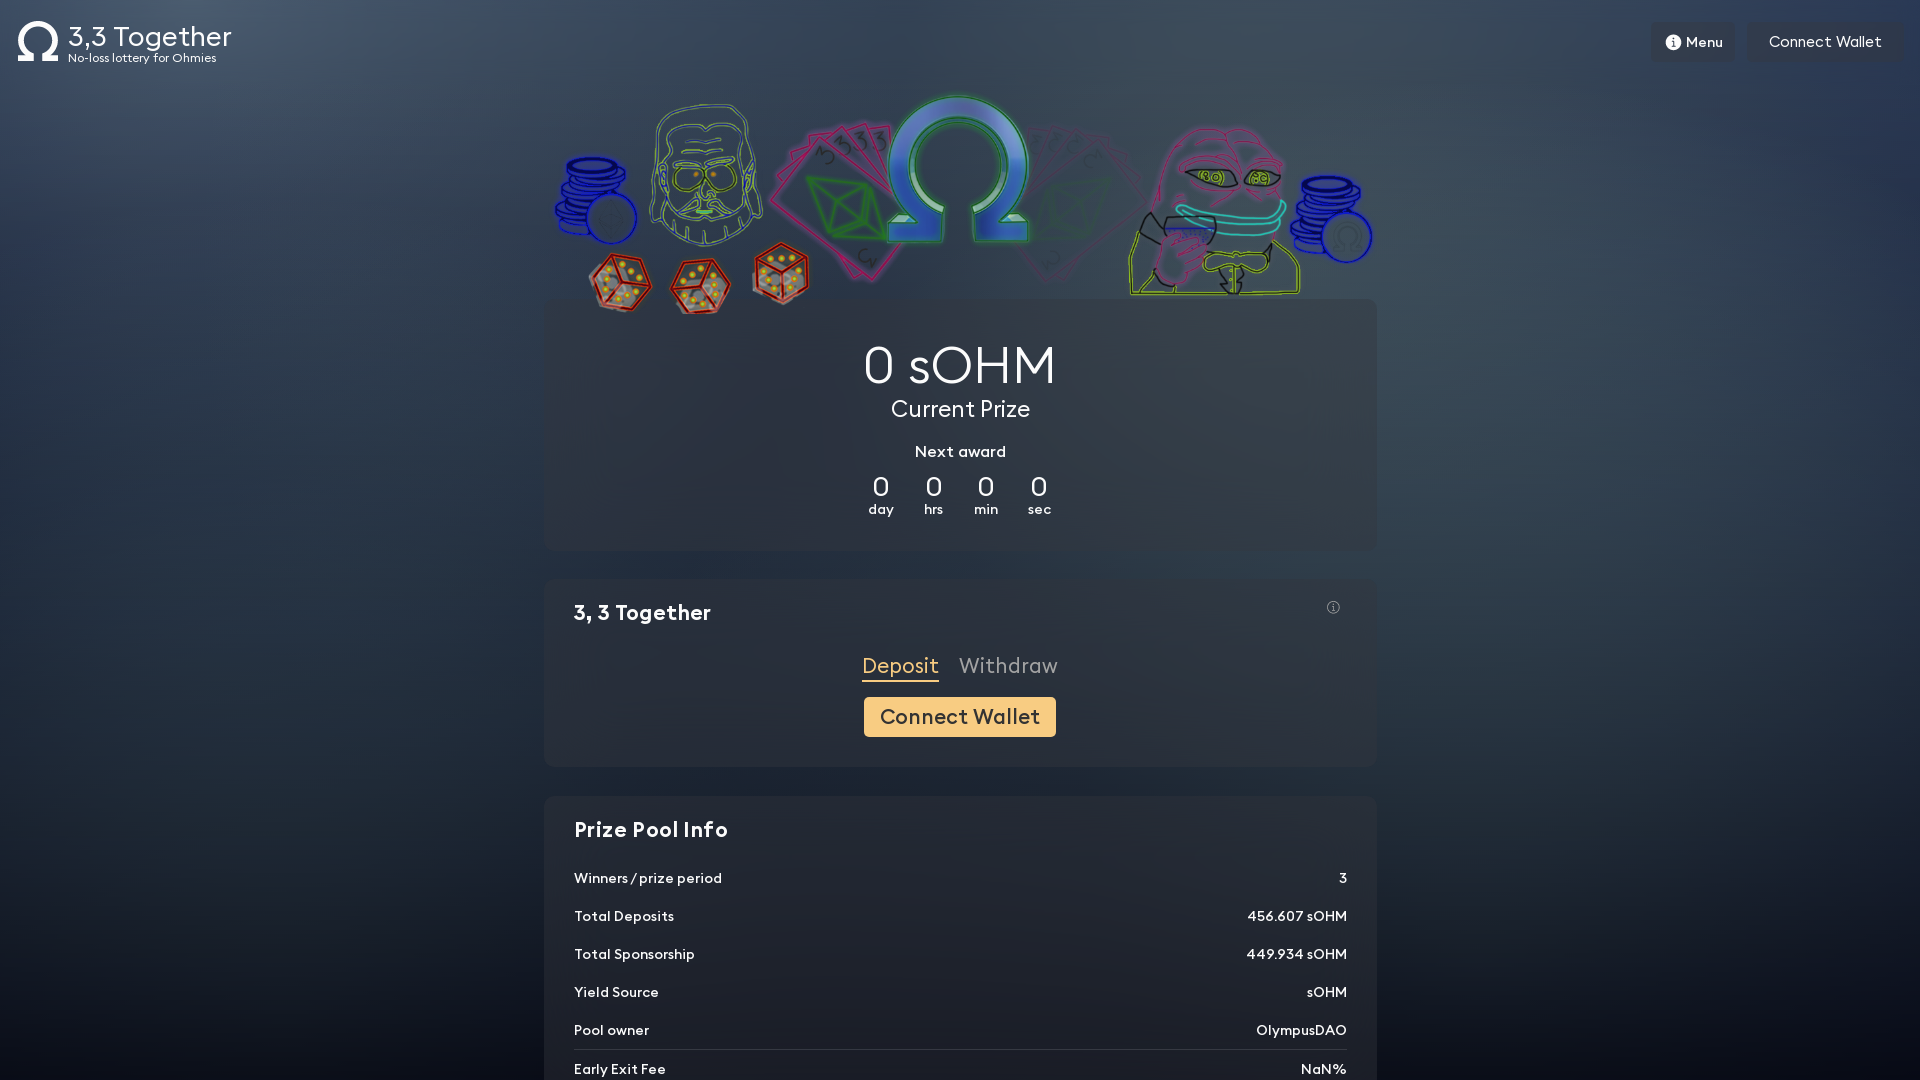 3,3 Together
No-loss lottery for Ohmies
Menu
Connect Wallet
0 sOHM
Current Prize
Next award
0 0 0 0
day hrs min sec
3, 3 Together
Deposit Withdraw
Connect Wallet
Prize Pool Info
Winners / prize period 3
Total Deposits 456.607 sOHM
Total Sponsorship 449.934 sOHM
Yield Source sOHM
Pool owner OlympusDAO
Early Exit Fee NaN%